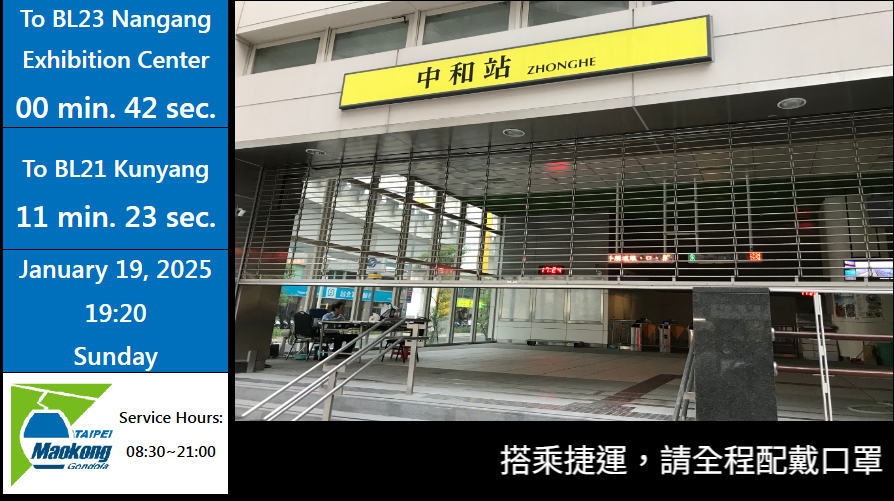 To BL23 Nangang
Exhibition Center
00 min. 42 sec.
To BL21 Kunyang
11 min. 23 sec.
January 19, 2025
19:20
Sunday
TAIPEI
Maokong
Gondola
Service Hours:
08:30~21:00
中和站 ZHONGHE
17:24
搭乘捷運，請全程配戴口罩